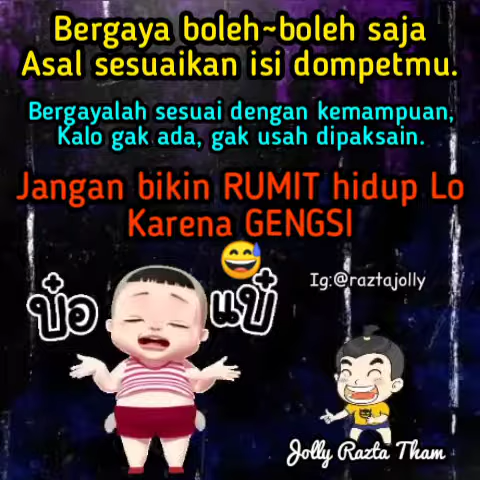 Bergaya boleh~boleh saja
Asal sesuaikan isi dompetmu.
Bergayalah sesuai dengan kemampuan,
Kalo gak ada, gak usah dipaksain.
Jangan bikin RUMIT hidup Lo
Karena GENGSI
😅
Ig:@raztajolly
บ๋อ แบ๋
Jolly Razta Tham